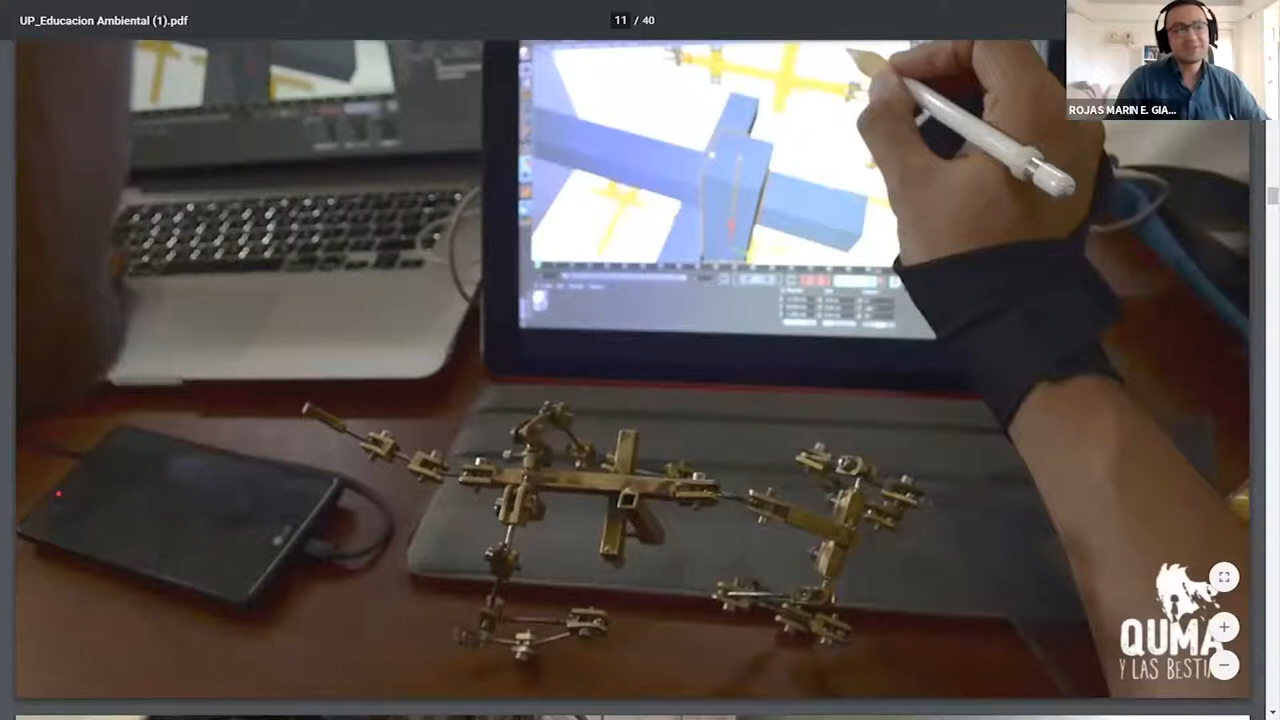 UP_Educacion Ambiental (1).pdf
11 / 40
ROJAS MARIN E. GIA...
QUMA
Y LAS BESTI